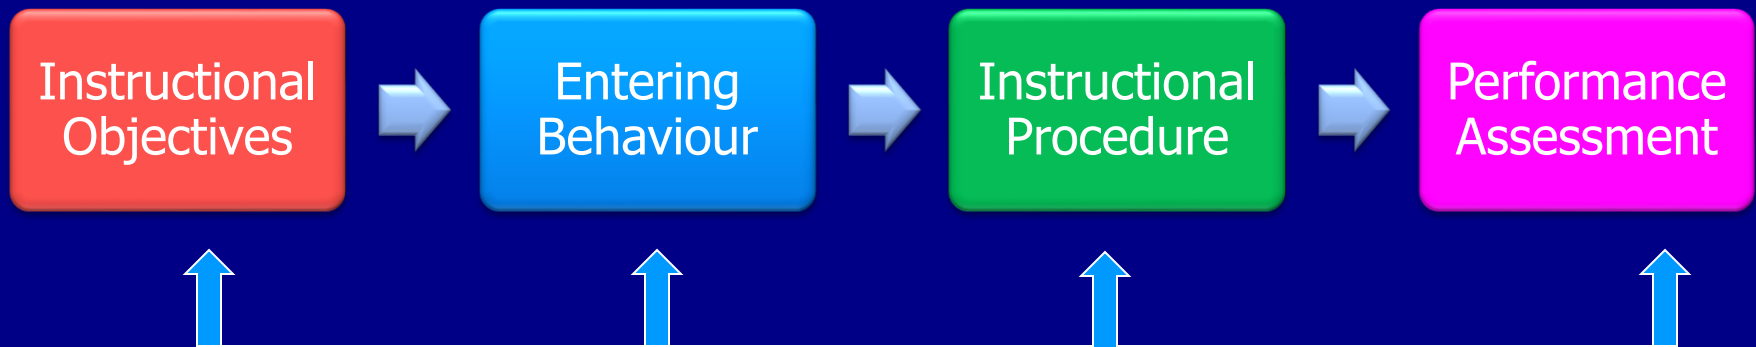 Instructional
Objectives
Entering
Behaviour
Instructional
Procedure
Performance
Assessment